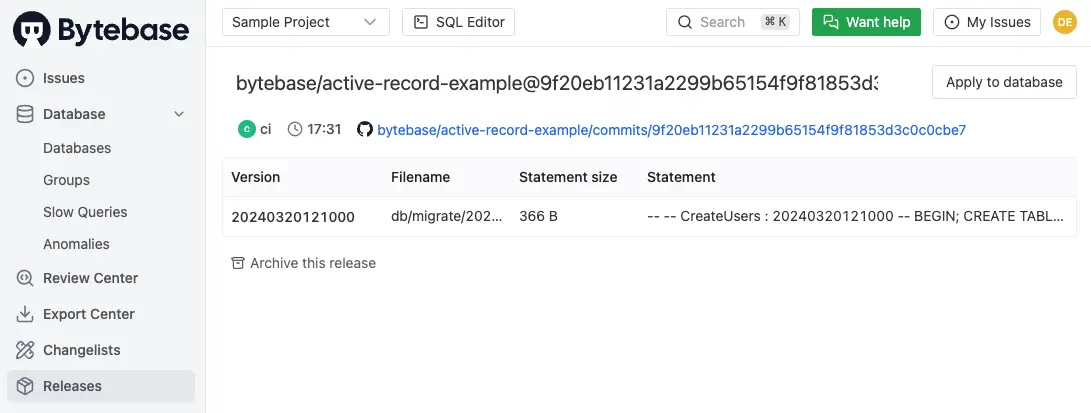 Bytebase
Sample Project
SQL Editor
Search
⌘ K
Want help
My Issues
DE
Issues
Database
Databases
Groups
Slow Queries
Anomalies
Review Center
Export Center
Changelists
Releases
bytebase/active-record-example@9f20eb11231a2299b65154f9f81853d3
Apply to database
C ci 17:31 bytebase/active-record-example/commits/9f20eb11231a2299b65154f9f81853d3c0c0cbe7
Version Filename Statement size Statement
20240320121000 db/migrate/202... 366 B -- -- CreateUsers : 20240320121000 -- BEGIN; CREATE TABL...
Archive this release